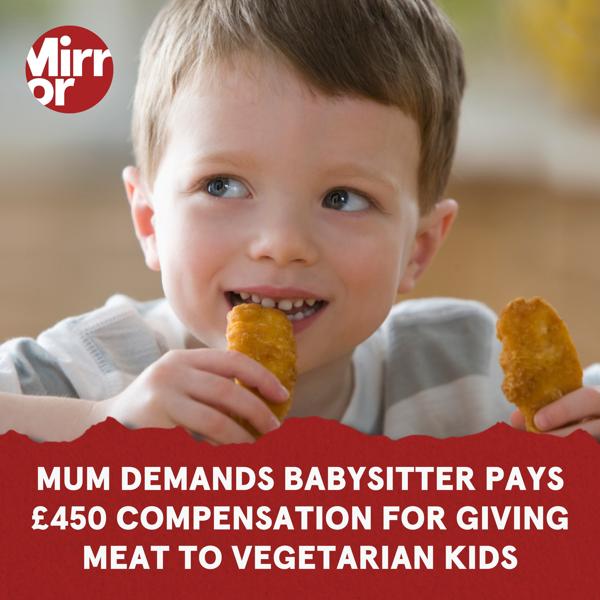 Mirr
or
MUM DEMANDS BABYSITTER PAYS
£450 COMPENSATION FOR GIVING
MEAT TO VEGETARIAN KIDS